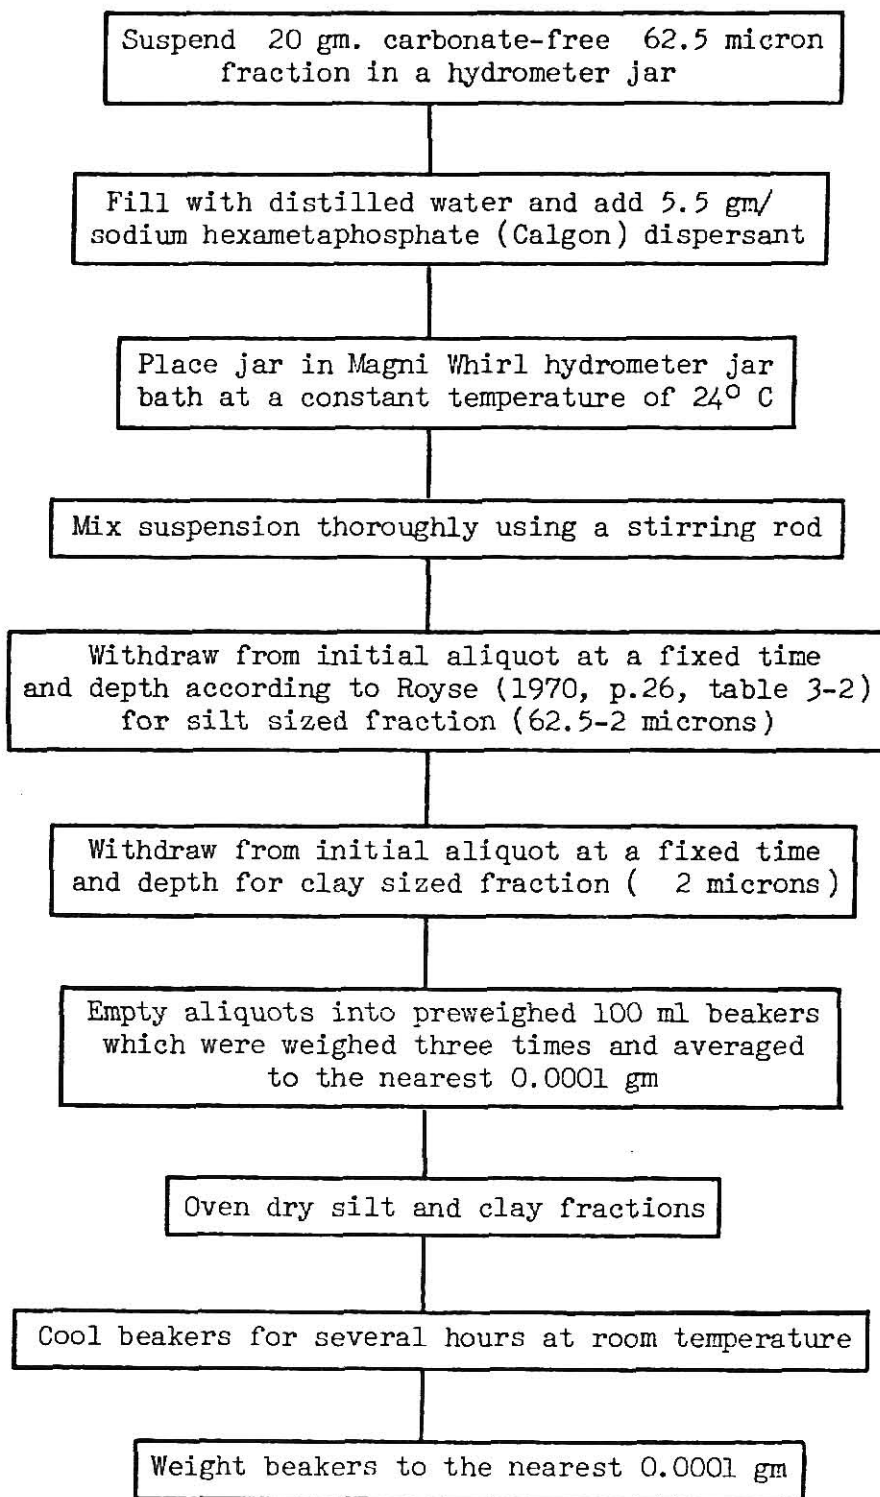 Suspend 20 gm. carbonate-free 62.5 micron
fraction in a hydrometer jar
Fill with distilled water and add 5.5 gm/
sodium hexametaphosphate (Calgon) dispersant
Place jar in Magni Whirl hydrometer jar
bath at a constant temperature of 24° C
Mix suspension thoroughly using a stirring rod
Withdraw from initial aliquot at a fixed time
and depth according to Royse (1970, p.26, table 3-2)
for silt sized fraction (62.5-2 microns)
Withdraw from initial aliquot at a fixed time
and depth for clay sized fraction ( 2 microns)
Empty aliquots into preweighed 100 ml beakers
which were weighed three times and averaged
to the nearest 0.0001 gm
Oven dry silt and clay fractions
Cool beakers for several hours at room temperature
Weight beakers to the nearest 0.0001 gm